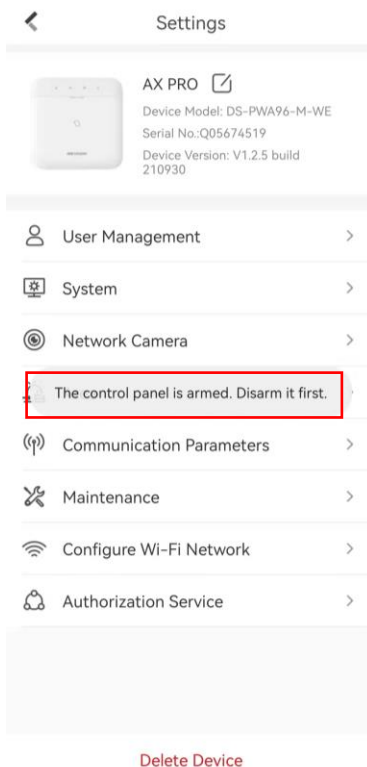 Settings
AX PRO
Device Model: DS-PWA96-M-WE
Serial No.:Q05674519
Device Version: V1.2.5 build
210930
User Management
System
Network Camera
The control panel is armed. Disarm it first.
Communication Parameters
Maintenance
Configure Wi-Fi Network
Authorization Service
Delete Device